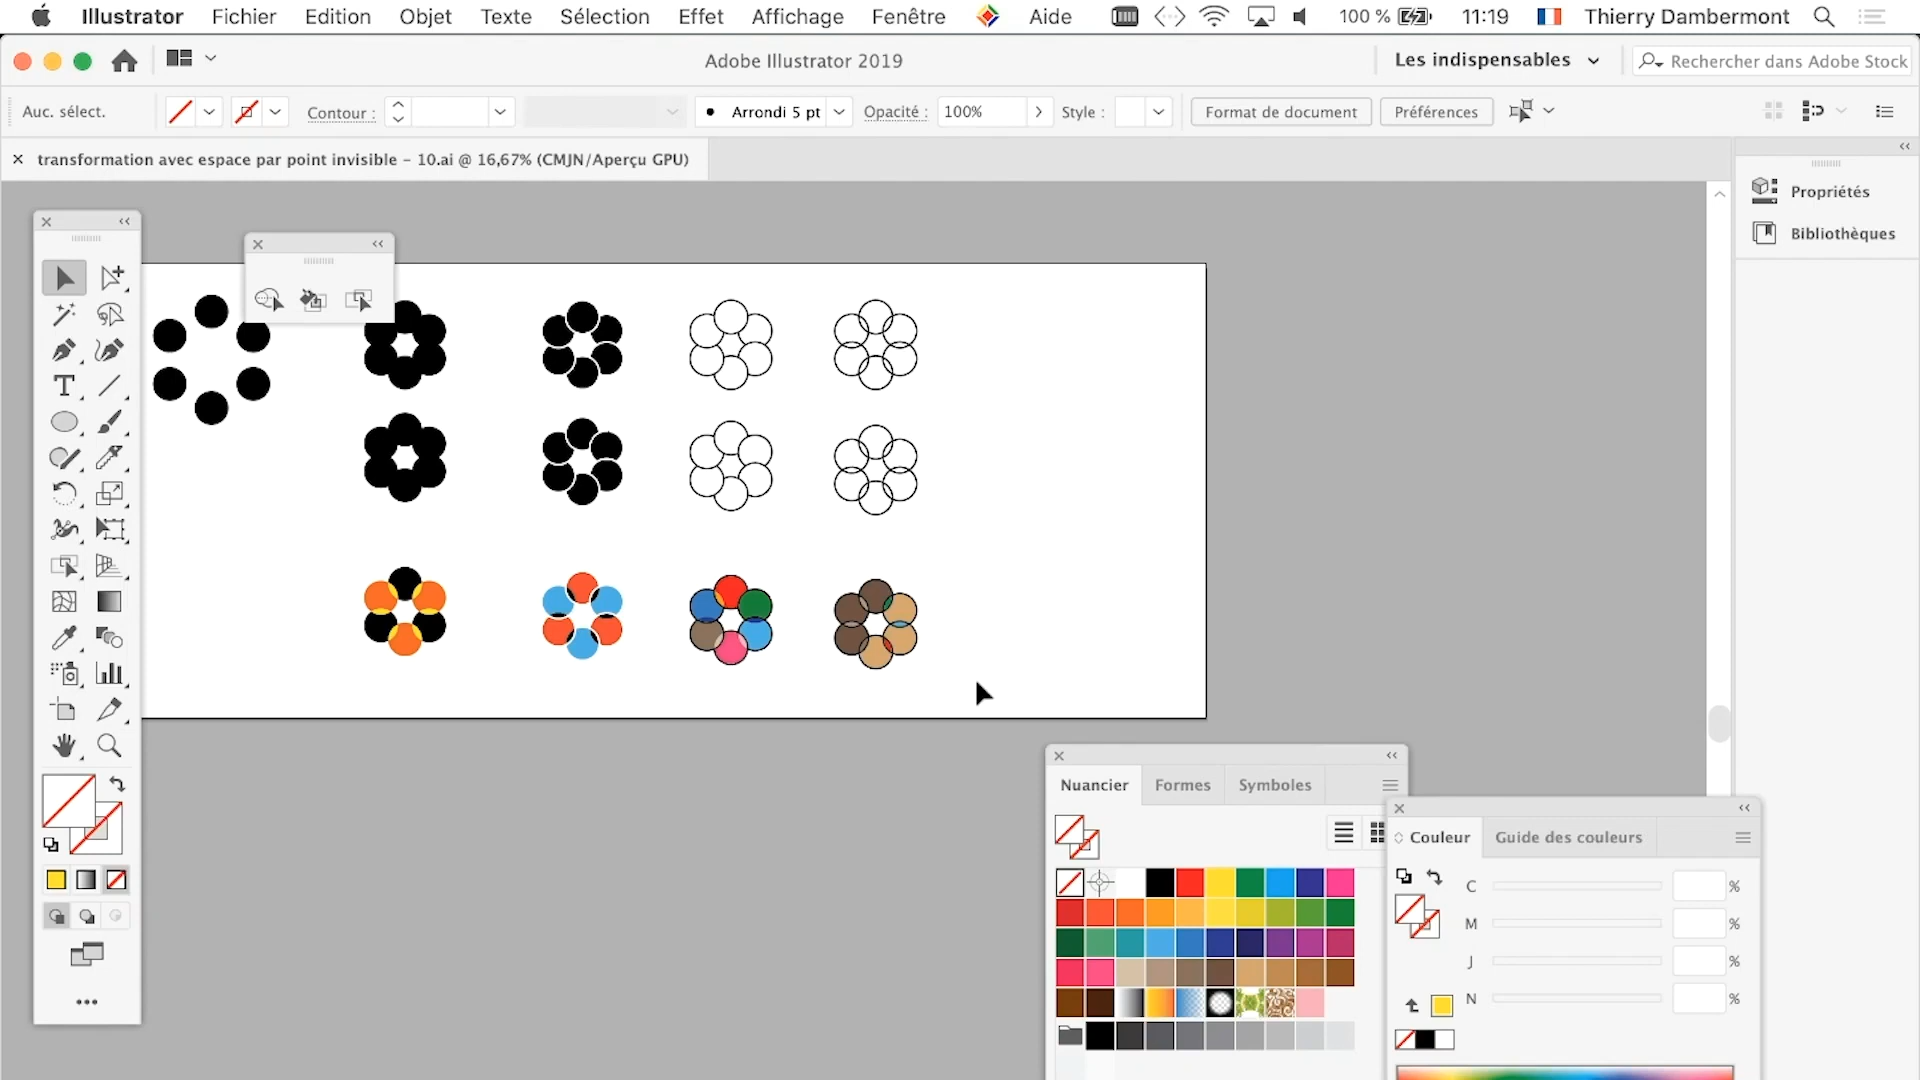 Illustrator Fichier Edition Objet Texte Sélection Effet Affichage Fenêtre Aide 100 % 11:19 Thierry Dambermont
Adobe Illustrator 2019
Les indispensables
Rechercher dans Adobe Stock
Auc. sélect.
Contour :
Arrondi 5 pt
Opacité :
100%
Style :
Format de document
Préférences
transformation avec espace par point invisible – 10.ai @ 16,67% (CMJN/Aperçu GPU)
Propriétés
Bibliothèques
Nuancier Formes Symboles
Couleur Guide des couleurs
C %
M %
J %
N %